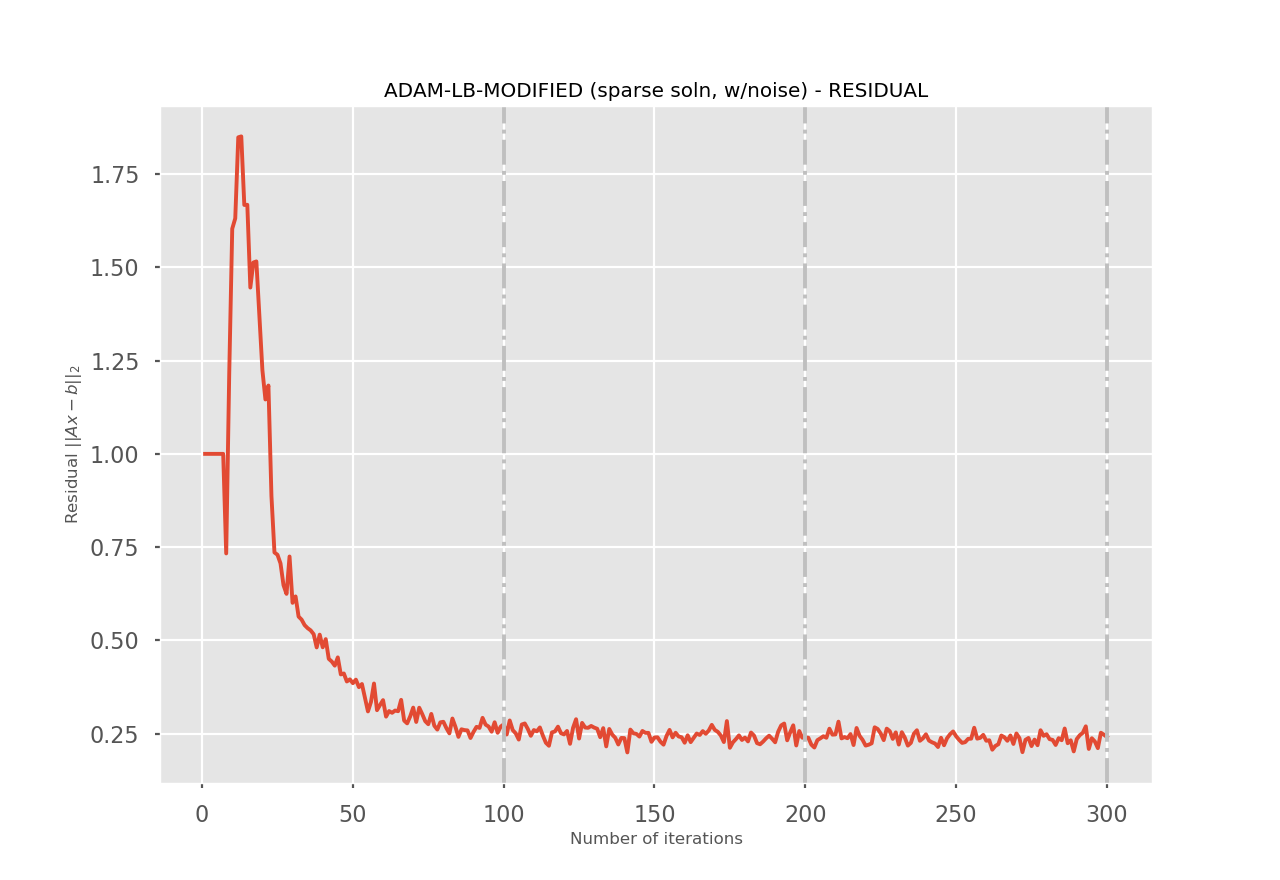 ADAM-LB-MODIFIED (sparse soln, w/noise) - RESIDUAL
1.75
1.50
1.25
1.00
0.75
0.50
0.25
Residual ||Ax − b||₂
0 50 100 150 200 250 300
Number of iterations